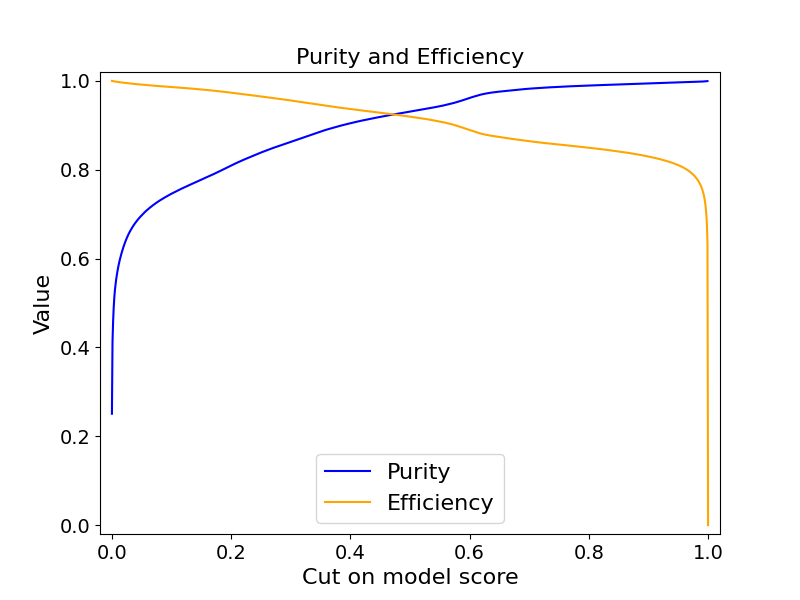 Purity and Efficiency
1.0
0.8
0.6
0.4
0.2
0.0
Value
Purity
Efficiency
0.0 0.2 0.4 0.6 0.8 1.0
Cut on model score